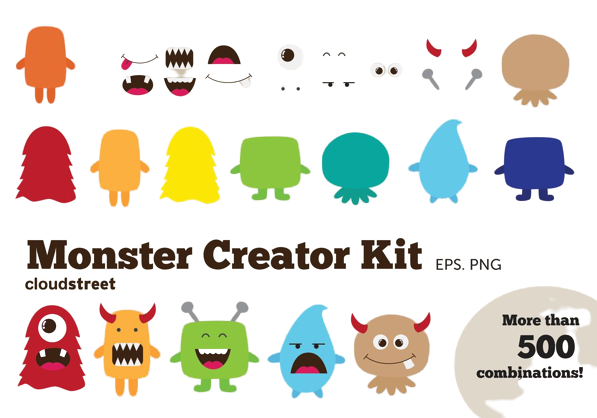 Monster Creator Kit EPS. PNG
cloudstreet
More than
500
combinations!